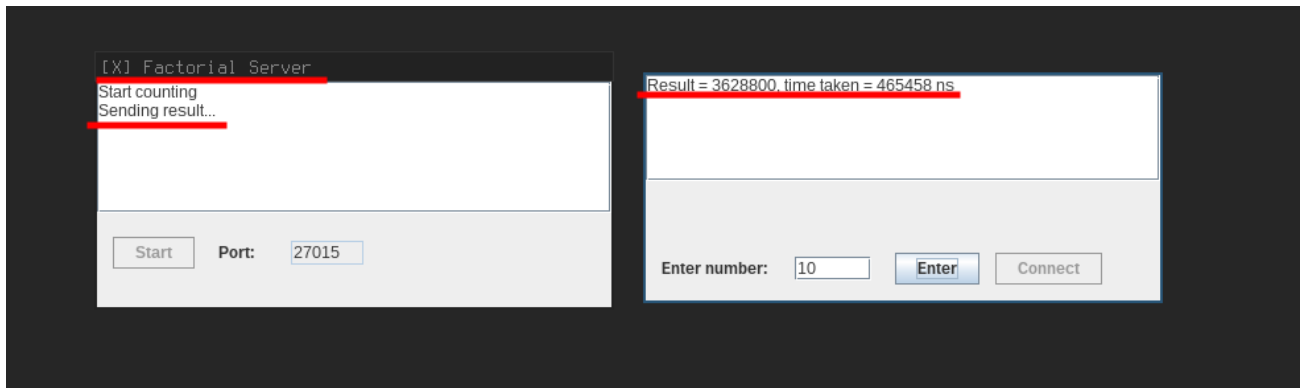 [X] Factorial Server
Start counting
Sending result...
Start Port: 27015
Result = 3628800, time taken = 465458 ns
Enter number: 10 Enter Connect